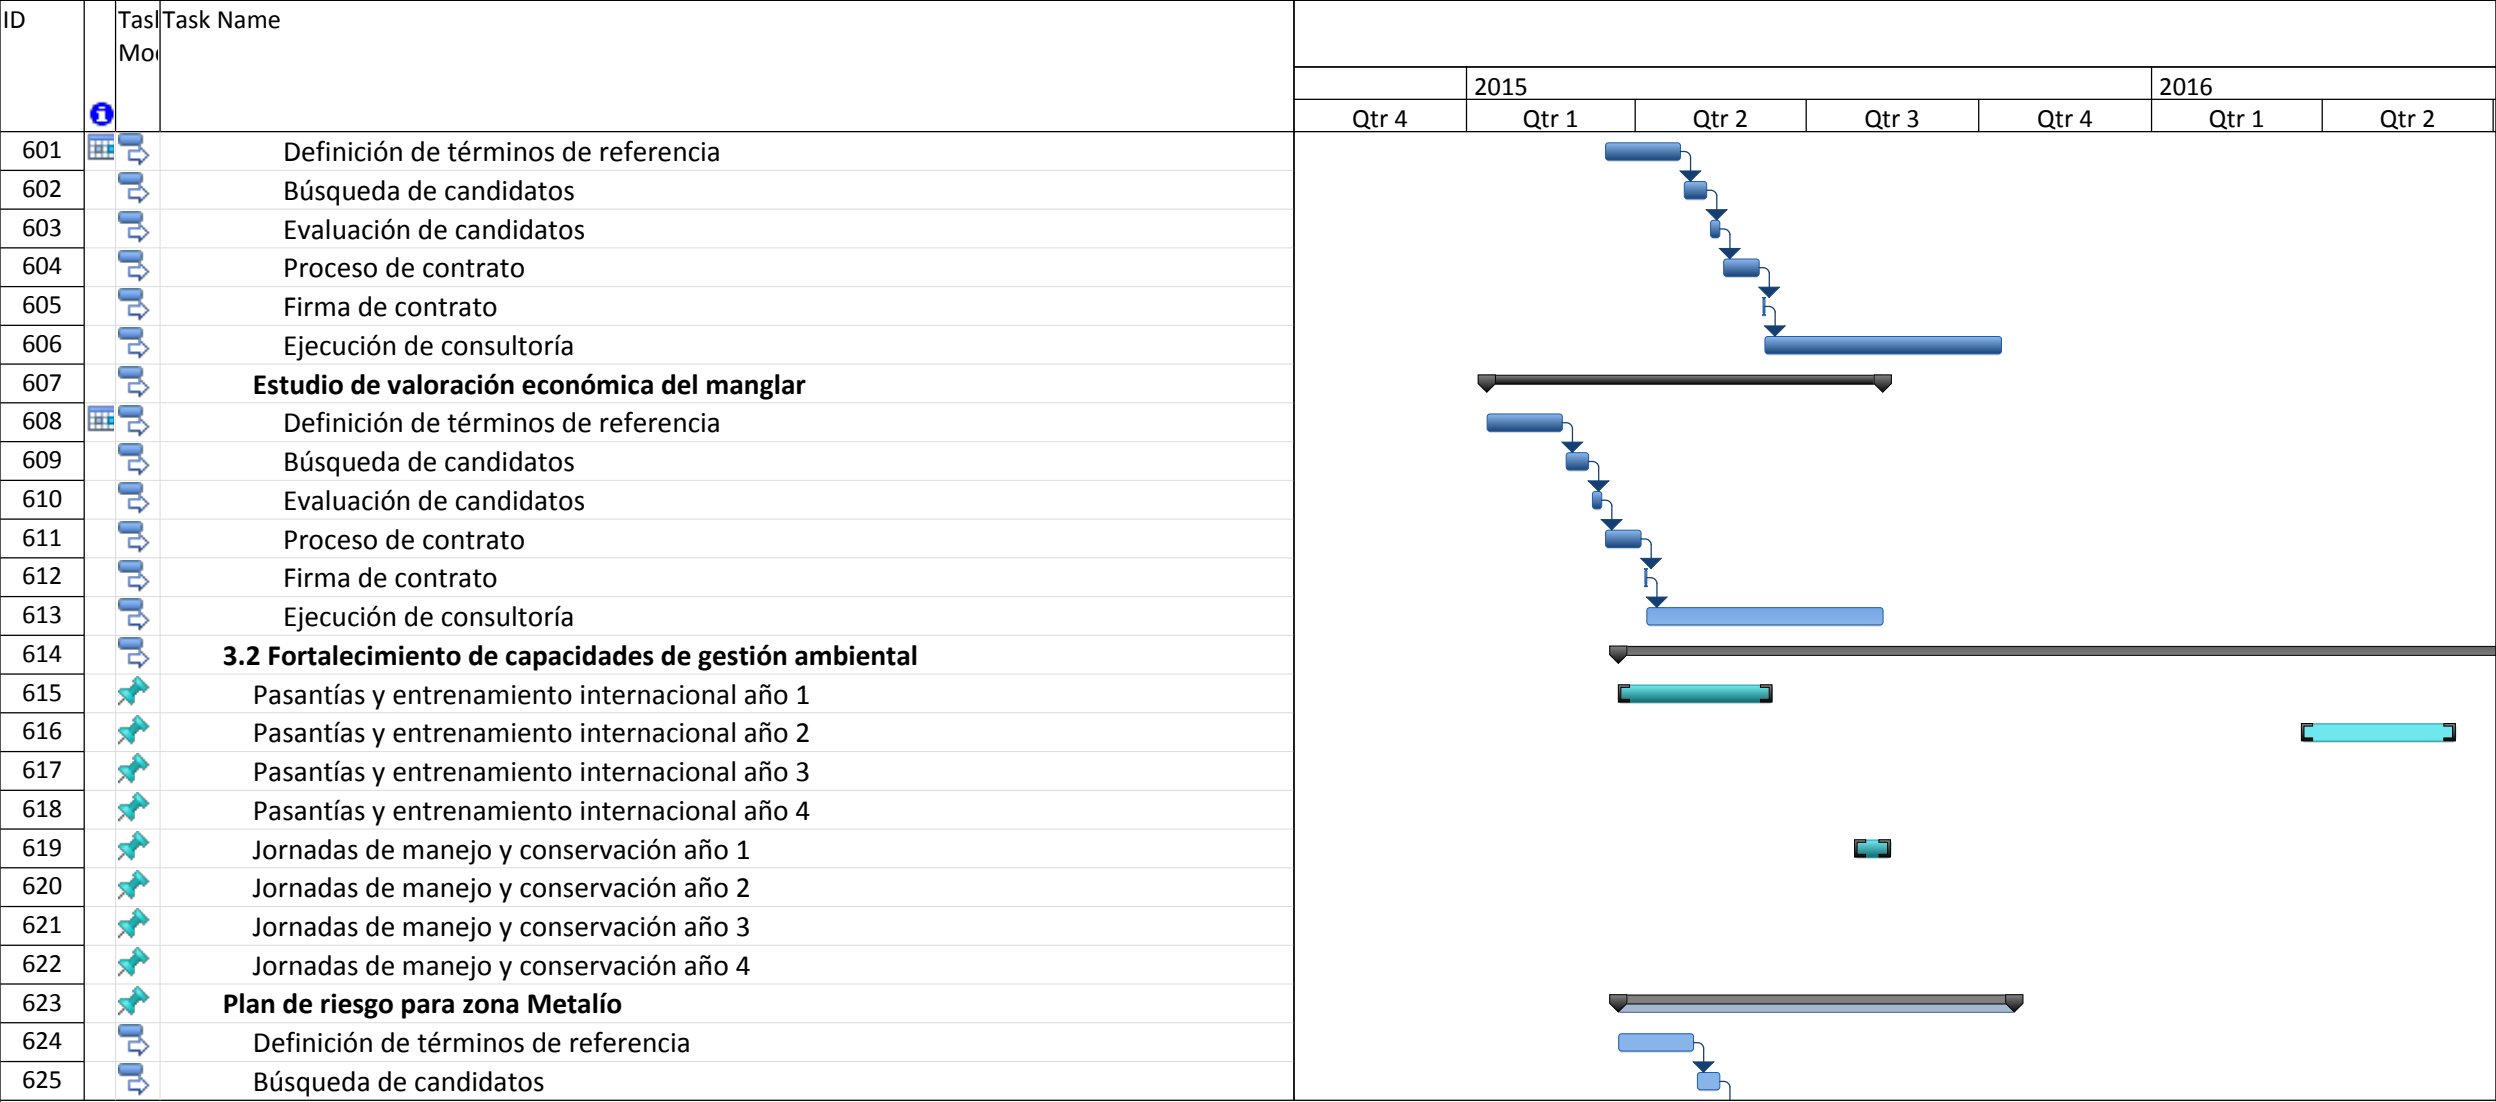 ID Tasl Task Name
Mo
2015 2016
Qtr 4 Qtr 1 Qtr 2 Qtr 3 Qtr 4 Qtr 1 Qtr 2
601 Definición de términos de referencia
602 Búsqueda de candidatos
603 Evaluación de candidatos
604 Proceso de contrato
605 Firma de contrato
606 Ejecución de consultoría
607 Estudio de valoración económica del manglar
608 Definición de términos de referencia
609 Búsqueda de candidatos
610 Evaluación de candidatos
611 Proceso de contrato
612 Firma de contrato
613 Ejecución de consultoría
614 3.2 Fortalecimiento de capacidades de gestión ambiental
615 Pasantías y entrenamiento internacional año 1
616 Pasantías y entrenamiento internacional año 2
617 Pasantías y entrenamiento internacional año 3
618 Pasantías y entrenamiento internacional año 4
619 Jornadas de manejo y conservación año 1
620 Jornadas de manejo y conservación año 2
621 Jornadas de manejo y conservación año 3
622 Jornadas de manejo y conservación año 4
623 Plan de riesgo para zona Metalío
624 Definición de términos de referencia
625 Búsqueda de candidatos